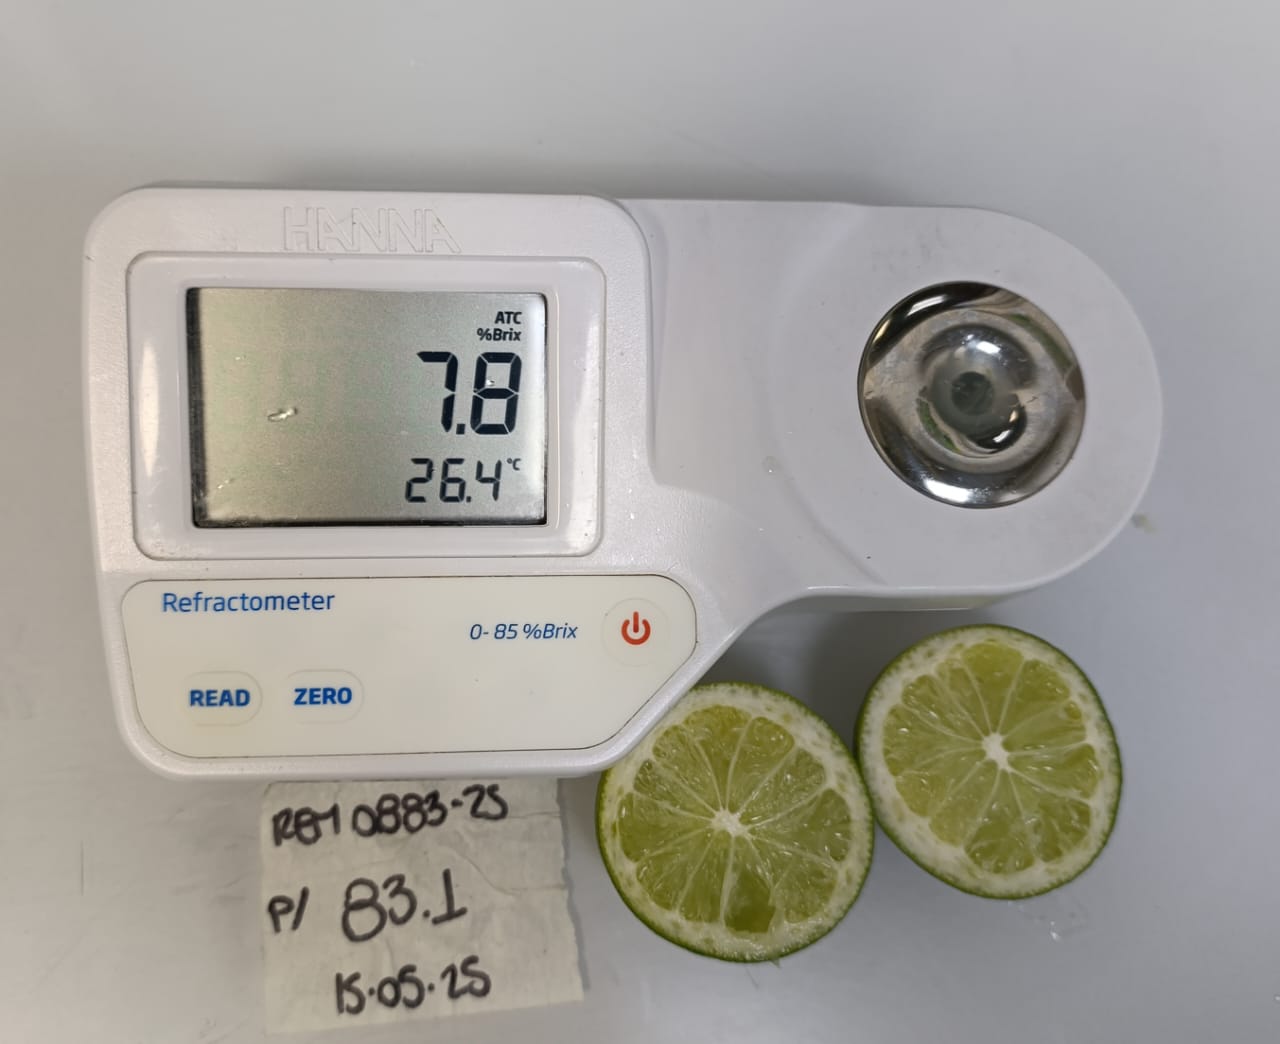 HANNA
ATC
%Brix
7.8
26.4°C
Refractometer
0-85 %Brix
READ
ZERO
0883-25
P/ 83.1
15.05.25